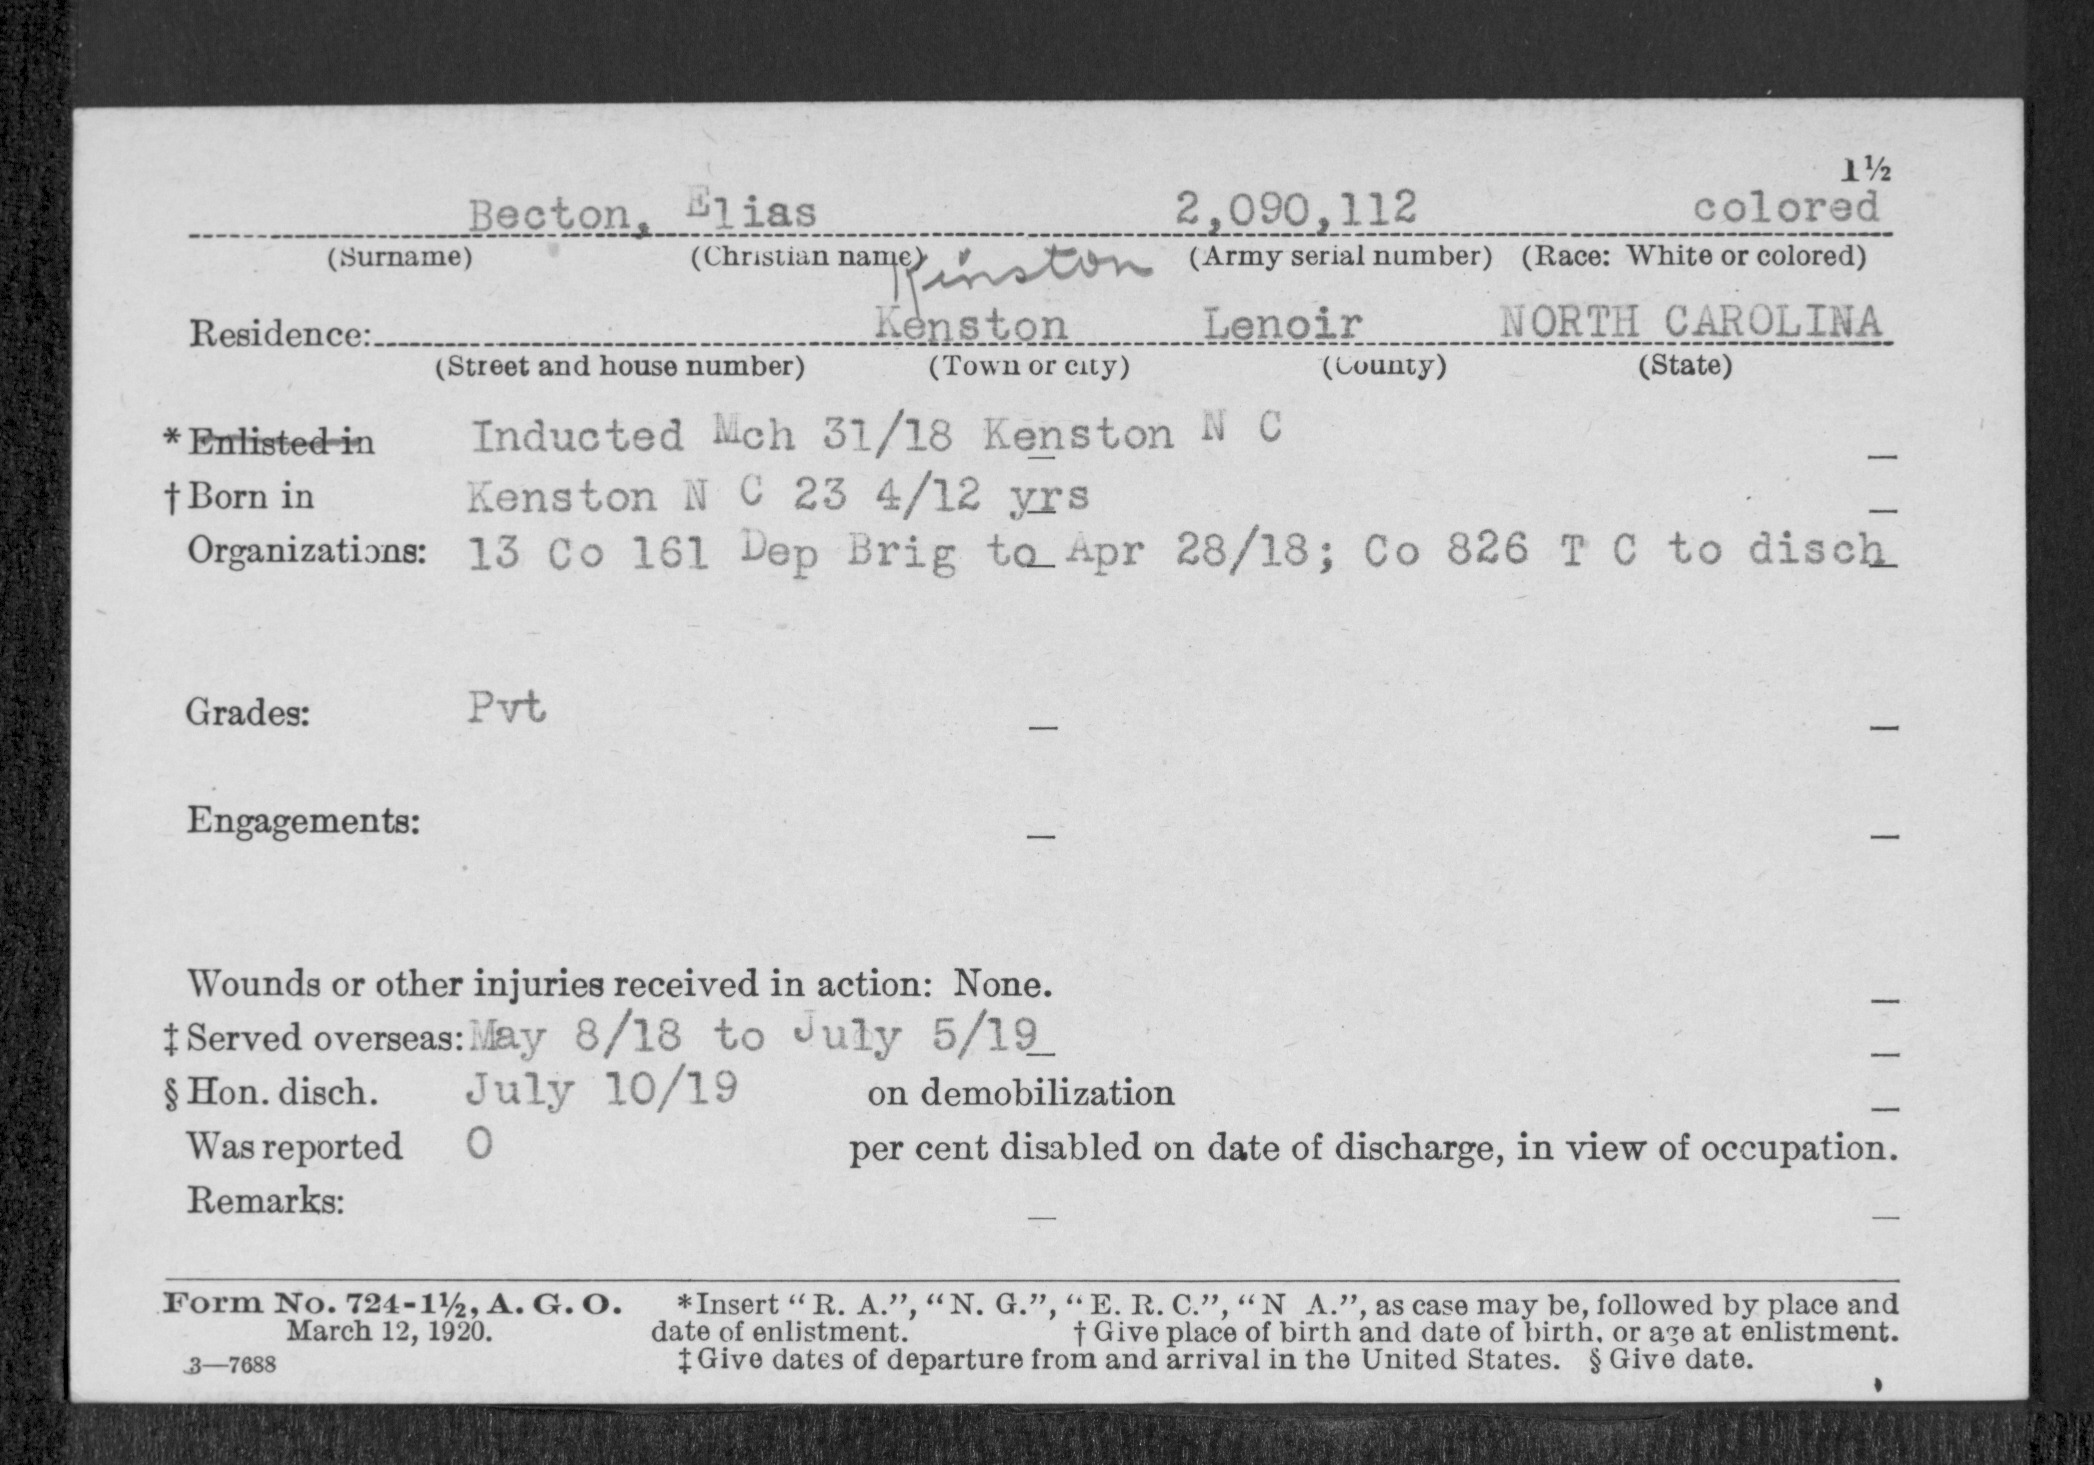 1½
Becton, Elias 2,090,112 colored
(Surname) (Christian name) (Army serial number) (Race: White or colored)
Kinston
Residence: Kenston Lenoir NORTH CAROLINA
(Street and house number) (Town or city) (County) (State)
* Enlisted in Inducted Mch 31/18 Kenston N C
† Born in Kenston N C 23 4/12 yrs
Organizations: 13 Co 161 Dep Brig to Apr 28/18; Co 826 T C to disch
Grades: Pvt
Engagements:
Wounds or other injuries received in action: None.
‡ Served overseas: May 8/18 to July 5/19
§ Hon. disch. July 10/19 on demobilization
Was reported 0 per cent disabled on date of discharge, in view of occupation.
Remarks:
Form No. 724-1½, A. G. O. *Insert "R. A.", "N. G.", "E. R. C.", "N A.", as case may be, followed by place and
March 12, 1920. date of enlistment. † Give place of birth and date of birth, or age at enlistment.
3—7688 ‡ Give dates of departure from and arrival in the United States. § Give date.